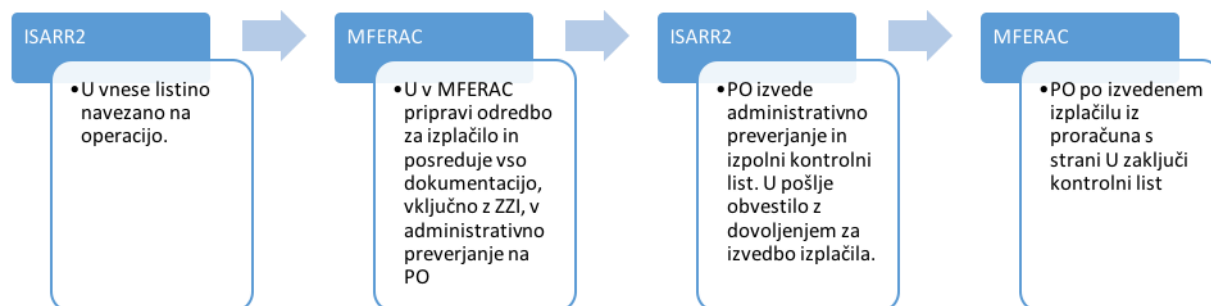 ISARR2
•U vnese listino
navezano na
operacijo.
MFERAC
•U v MFERAC
pripravi odredbo
za izplačilo in
posreduje vso
dokumentacijo,
vključno z ZZI, v
administrativno
preverjanje na
PO
ISARR2
•PO izvede
administrativno
preverjanje in
izpolni kontrolni
list. U pošlje
obvestilo z
dovoljenjem za
izvedbo izplačila.
MFERAC
•PO po izvedenem
izplačilu iz
proračuna s
strani U zaključi
kontrolni list